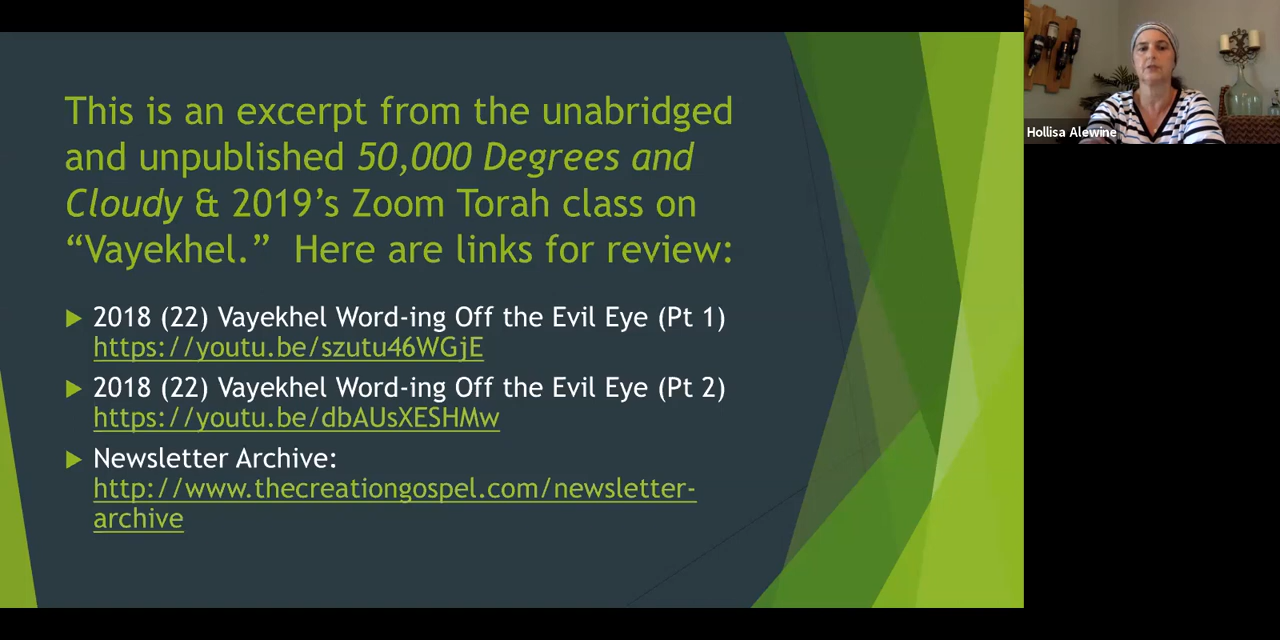 This is an excerpt from the unabridged
and unpublished 50,000 Degrees and
Cloudy & 2019’s Zoom Torah class on
“Vayekhel.”  Here are links for review:
2018 (22) Vayekhel Word-ing Off the Evil Eye (Pt 1)
https://youtu.be/szutu46WGjE
2018 (22) Vayekhel Word-ing Off the Evil Eye (Pt 2)
https://youtu.be/dbAUsXESHMw
Newsletter Archive:
http://www.thecreationgospel.com/newsletter-
archive
Hollisa Alewine